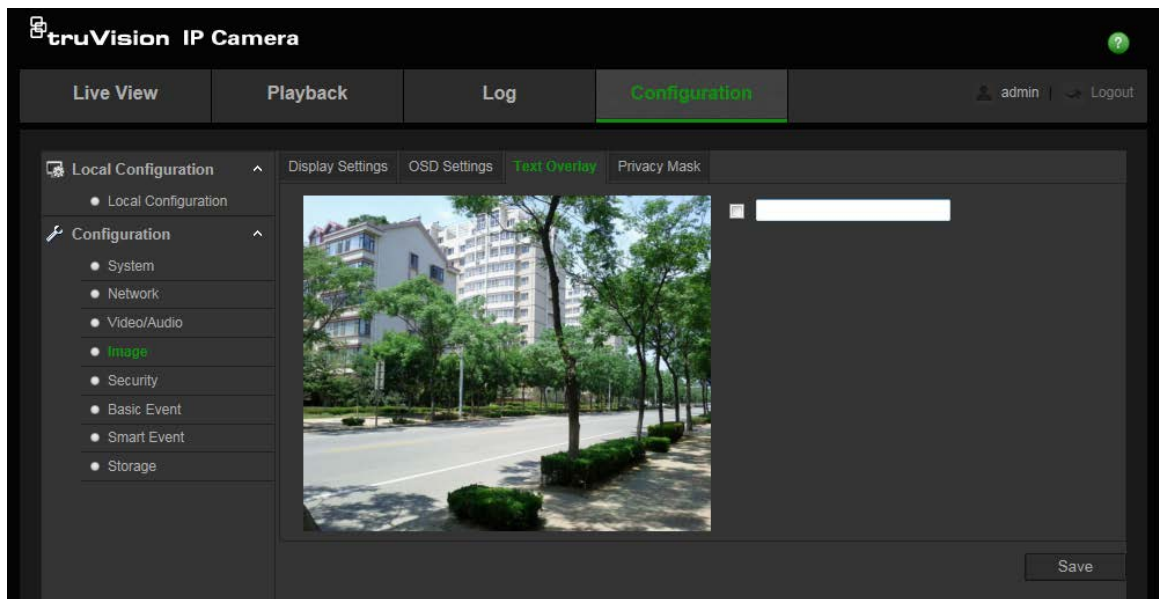 truVision IP Camera
?
Live View Playback Log Configuration admin | Logout
Local Configuration
Local Configuration
Configuration
System
Network
Video/Audio
Image
Security
Basic Event
Smart Event
Storage
Display Settings OSD Settings Text Overlay Privacy Mask
Save